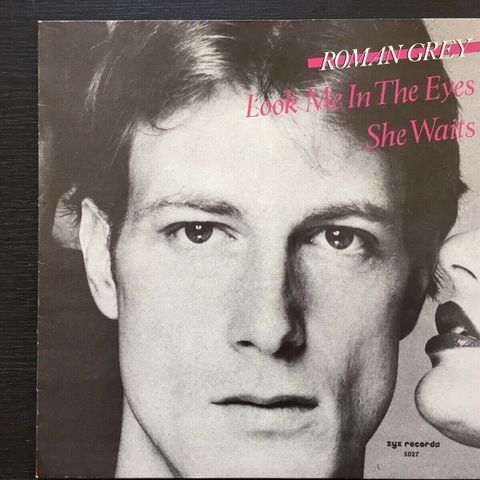 ROMAN GREY
Look Me In The Eyes
She Waits
zyx records
5027